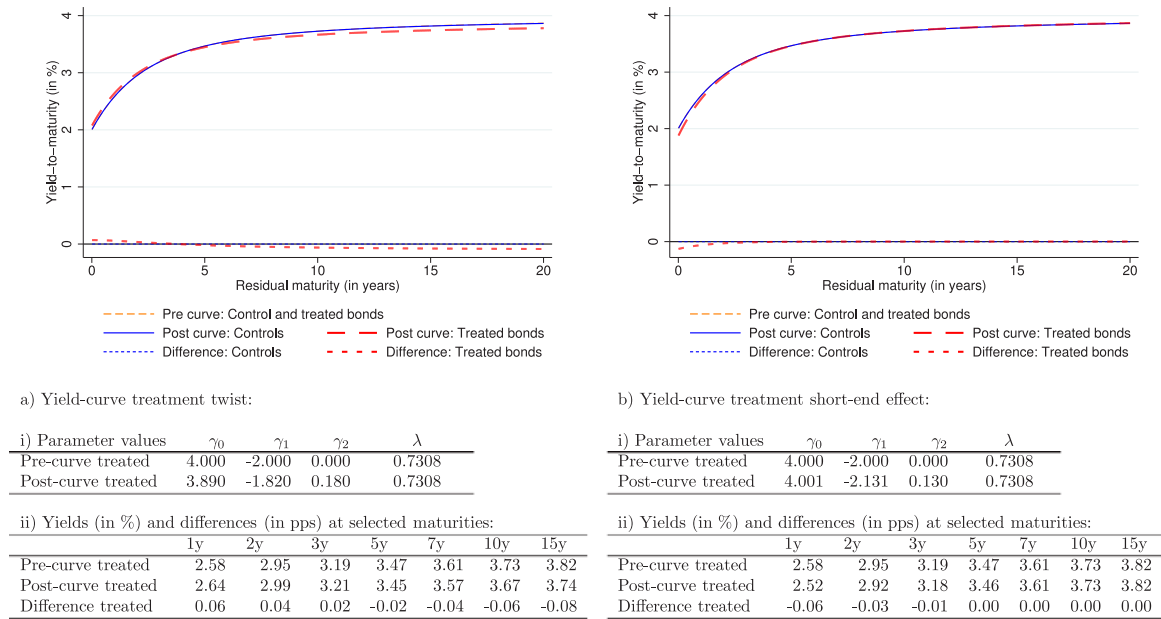 Yield−to−maturity (in %)
4
3
2
1
0
0 5 10 15 20
Residual maturity (in years)
Pre curve: Control and treated bonds
Post curve: Controls Post curve: Treated bonds
Difference: Controls Difference: Treated bonds
a) Yield-curve treatment twist:
i) Parameter values γ0 γ1 γ2 λ
Pre-curve treated 4.000 -2.000 0.000 0.7308
Post-curve treated 3.890 -1.820 0.180 0.7308
ii) Yields (in %) and differences (in pps) at selected maturities:
1y 2y 3y 5y 7y 10y 15y
Pre-curve treated 2.58 2.95 3.19 3.47 3.61 3.73 3.82
Post-curve treated 2.64 2.99 3.21 3.45 3.57 3.67 3.74
Difference treated 0.06 0.04 0.02 -0.02 -0.04 -0.06 -0.08
Yield−to−maturity (in %)
4
3
2
1
0
0 5 10 15 20
Residual maturity (in years)
Pre curve: Control and treated bonds
Post curve: Controls Post curve: Treated bonds
Difference: Controls Difference: Treated bonds
b) Yield-curve treatment short-end effect:
i) Parameter values γ0 γ1 γ2 λ
Pre-curve treated 4.000 -2.000 0.000 0.7308
Post-curve treated 4.001 -2.131 0.130 0.7308
ii) Yields (in %) and differences (in pps) at selected maturities:
1y 2y 3y 5y 7y 10y 15y
Pre-curve treated 2.58 2.95 3.19 3.47 3.61 3.73 3.82
Post-curve treated 2.52 2.92 3.18 3.46 3.61 3.73 3.82
Difference treated -0.06 -0.03 -0.01 0.00 0.00 0.00 0.00